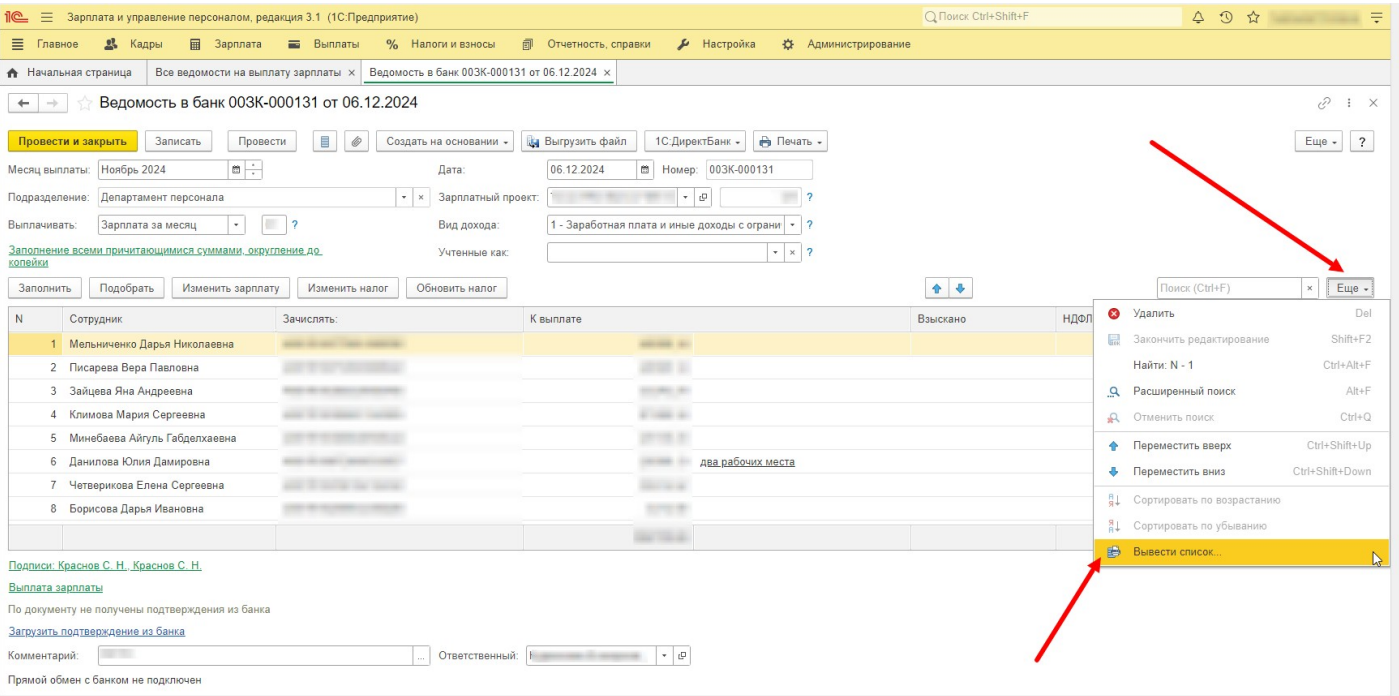 Зарплата и управление персоналом, редакция 3.1 (1С:Предприятие) Поиск Ctrl+Shift+F
Главное Кадры Зарплата Выплаты Налоги и взносы Отчетность, справки Настройка Администрирование
Начальная страница Все ведомости на выплату зарплаты × Ведомость в банк 00ЗК-000131 от 06.12.2024 ×
Ведомость в банк 00ЗК-000131 от 06.12.2024
Провести и закрыть Записать Провести Создать на основании Выгрузить файл 1С:ДиректБанк Печать Еще ?
Месяц выплаты: Ноябрь 2024 Дата: 06.12.2024 Номер: 00ЗК-000131
Подразделение: Департамент персонала Зарплатный проект: ?
Выплачивать: Зарплата за месяц ? Вид дохода: 1 - Заработная плата и иные доходы с ограни ?
Заполнение всеми причитающимися суммами, округление до
копейки
Учтенные как: ?
Заполнить Подобрать Изменить зарплату Изменить налог Обновить налог Поиск (Ctrl+F) × Еще
N Сотрудник Зачислять: К выплате Взыскано НДФЛ
1 Мельниченко Дарья Николаевна
2 Писарева Вера Павловна
3 Зайцева Яна Андреевна
4 Климова Мария Сергеевна
5 Минебаева Айгуль Габделхаевна
6 Данилова Юлия Дамировна два рабочих места
7 Четверикова Елена Сергеевна
8 Борисова Дарья Ивановна
Удалить Del
Закончить редактирование Shift+F2
Найти: N - 1 Ctrl+Alt+F
Расширенный поиск Alt+F
Отменить поиск Ctrl+Q
Переместить вверх Ctrl+Shift+Up
Переместить вниз Ctrl+Shift+Down
Сортировать по возрастанию
Сортировать по убыванию
Вывести список...
Подписи: Краснов С. Н., Краснов С. Н.
Выплата зарплаты
По документу не получены подтверждения из банка
Загрузить подтверждение из банка
Комментарий: ... Ответственный:
Прямой обмен с банком не подключен